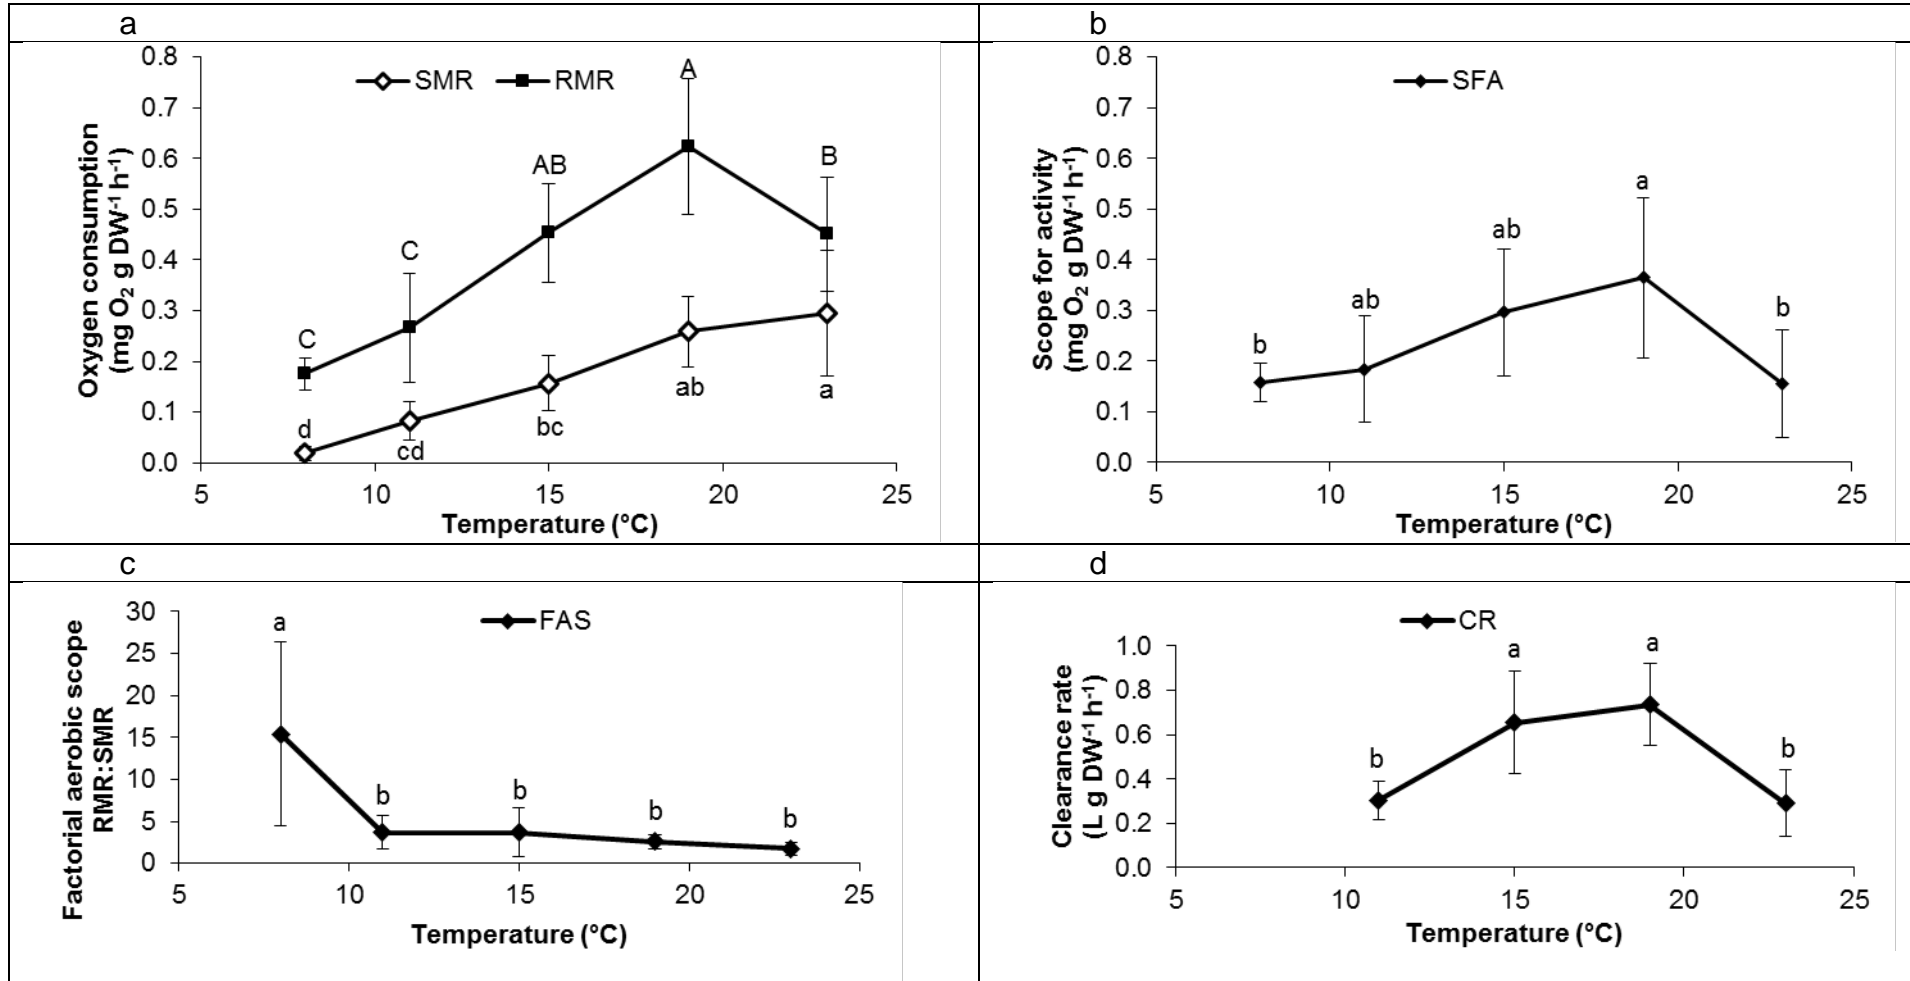 a
b
SMR RMR
Oxygen consumption
(mg O₂ g DW⁻¹ h⁻¹)
0.8
0.7
0.6
0.5
0.4
0.3
0.2
0.1
0.0
C
C
AB
A
B
d
cd
bc
ab
a
5 10 15 20 25
Temperature (°C)
SFA
Scope for activity
(mg O₂ g DW⁻¹ h⁻¹)
0.8
0.7
0.6
0.5
0.4
0.3
0.2
0.1
0.0
b
ab
ab
a
b
5 10 15 20 25
Temperature (°C)
c
d
FAS
Factorial aerobic scope
RMR:SMR
30
25
20
15
10
5
0
a
b
b
b
b
5 10 15 20 25
Temperature (°C)
CR
Clearance rate
(L g DW⁻¹ h⁻¹)
1.0
0.8
0.6
0.4
0.2
0.0
b
a
a
b
5 10 15 20 25
Temperature (°C)